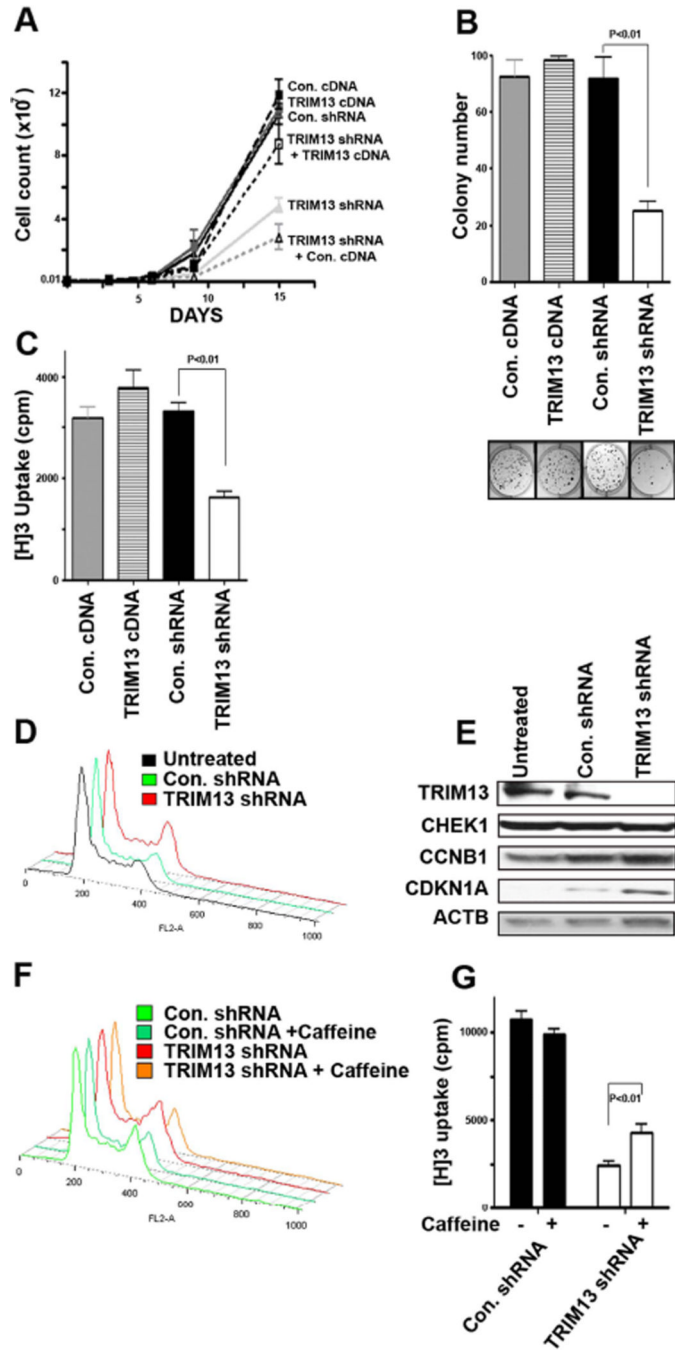 A
Cell count (x10⁷)
12
8
4
0.01
5
10
15
DAYS
Con. cDNA
TRIM13 cDNA
Con. shRNA
TRIM13 shRNA
+ TRIM13 cDNA
TRIM13 shRNA
TRIM13 shRNA
+ Con. cDNA
B
P<0.01
Colony number
100
80
60
40
20
0
Con. cDNA
TRIM13 cDNA
Con. shRNA
TRIM13 shRNA
C
P<0.01
[H]3 Uptake (cpm)
4000
2000
0
Con. cDNA
TRIM13 cDNA
Con. shRNA
TRIM13 shRNA
D
Untreated
Con. shRNA
TRIM13 shRNA
0
200
400
600
800
1000
FL2-A
E
Untreated
Con. shRNA
TRIM13 shRNA
TRIM13
CHEK1
CCNB1
CDKN1A
ACTB
F
Con. shRNA
Con. shRNA +Caffeine
TRIM13 shRNA
TRIM13 shRNA + Caffeine
0
200
400
600
800
1000
FL2-A
G
[H]3 uptake (cpm)
10000
5000
0
P<0.01
Caffeine - + - +
Con. shRNA
TRIM13 shRNA